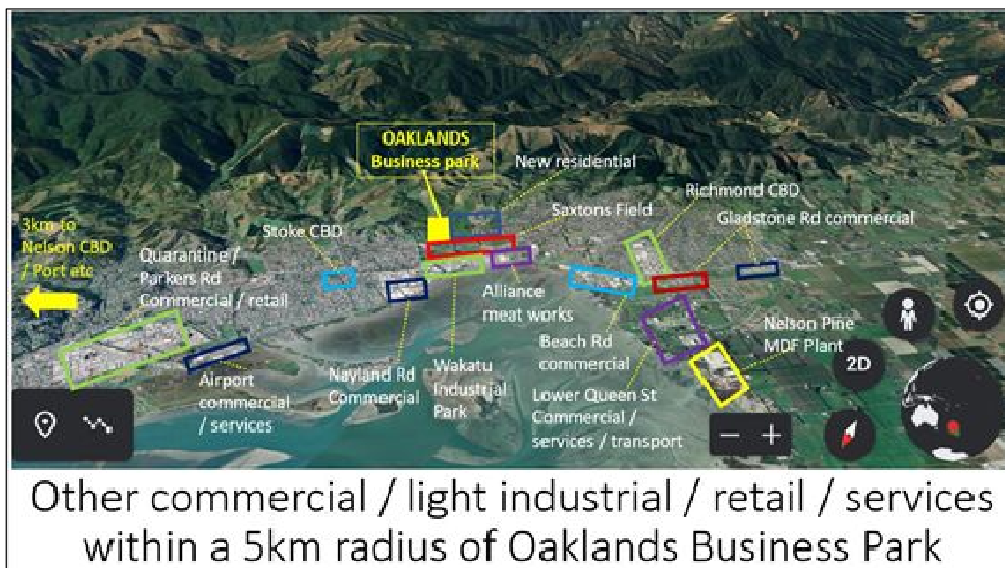 OAKLANDS
Business park
New residential
Richmond CBD
Saxtons Field
Gladstone Rd commercial
3km to
Nelson CBD
/ Port etc
Stoke CBD
Quarantine /
Parkers Rd
Commercial / retail
Alliance
meat works
Nelson Pine
MDF Plant
Beach Rd
commercial
Airport
commercial
/ services
Nayland Rd
Commercial
Wakatu
Industrial
Park
Lower Queen St
Commercial /
services / transport
2D
Other commercial / light industrial / retail / services
within a 5km radius of Oaklands Business Park